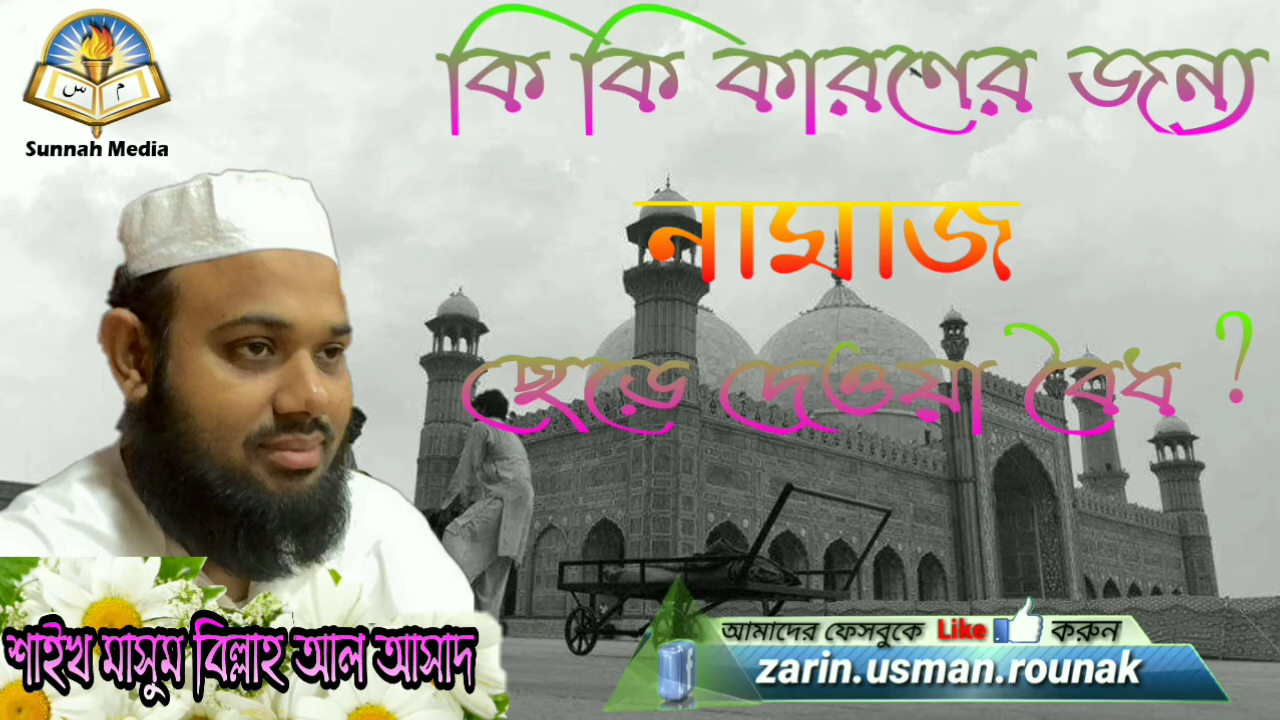 س م
Sunnah Media
কি কি কারণের জন্য
নামাজ
ছেড়ে দেওয়া বৈধ ?
শাইখ মাসুম বিল্লাহ আল আসাদ
আমাদের ফেসবুকে Like করুন
f
zarin.usman.rounak